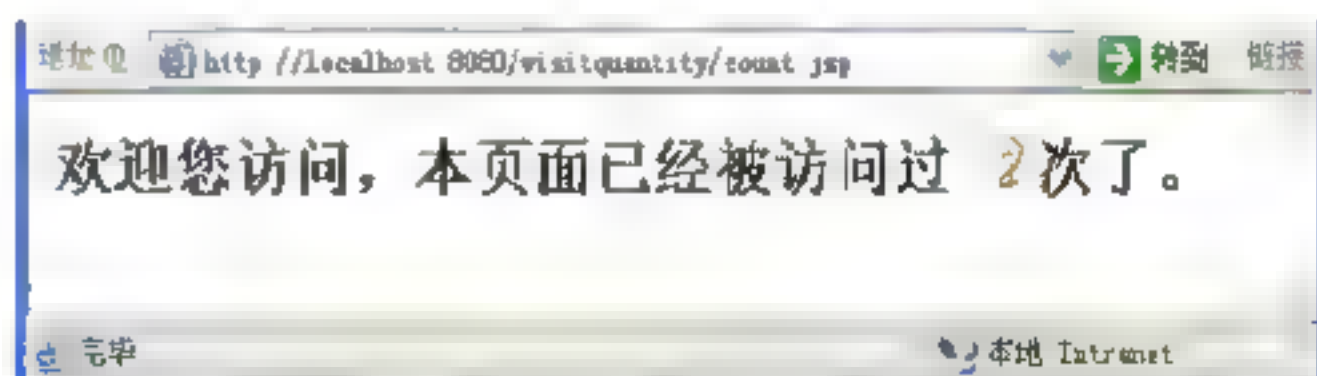 地址(D) http://localhost:8080/visitquantity/count.jsp 转到 链接
欢迎您访问，本页面已经被访问过 2次了。
完毕 本地 Intranet